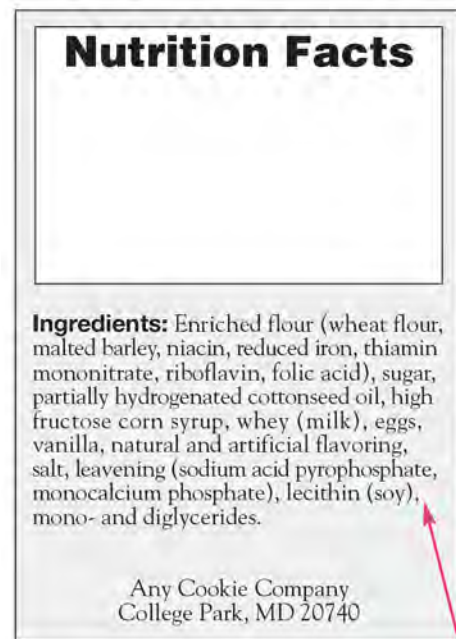 Nutrition Facts
Ingredients: Enriched flour (wheat flour,
malted barley, niacin, reduced iron, thiamin
mononitrate, riboflavin, folic acid), sugar,
partially hydrogenated cottonseed oil, high
fructose corn syrup, whey (milk), eggs,
vanilla, natural and artificial flavoring,
salt, leavening (sodium acid pyrophosphate,
monocalcium phosphate), lecithin (soy),
mono- and diglycerides.
Any Cookie Company
College Park, MD 20740